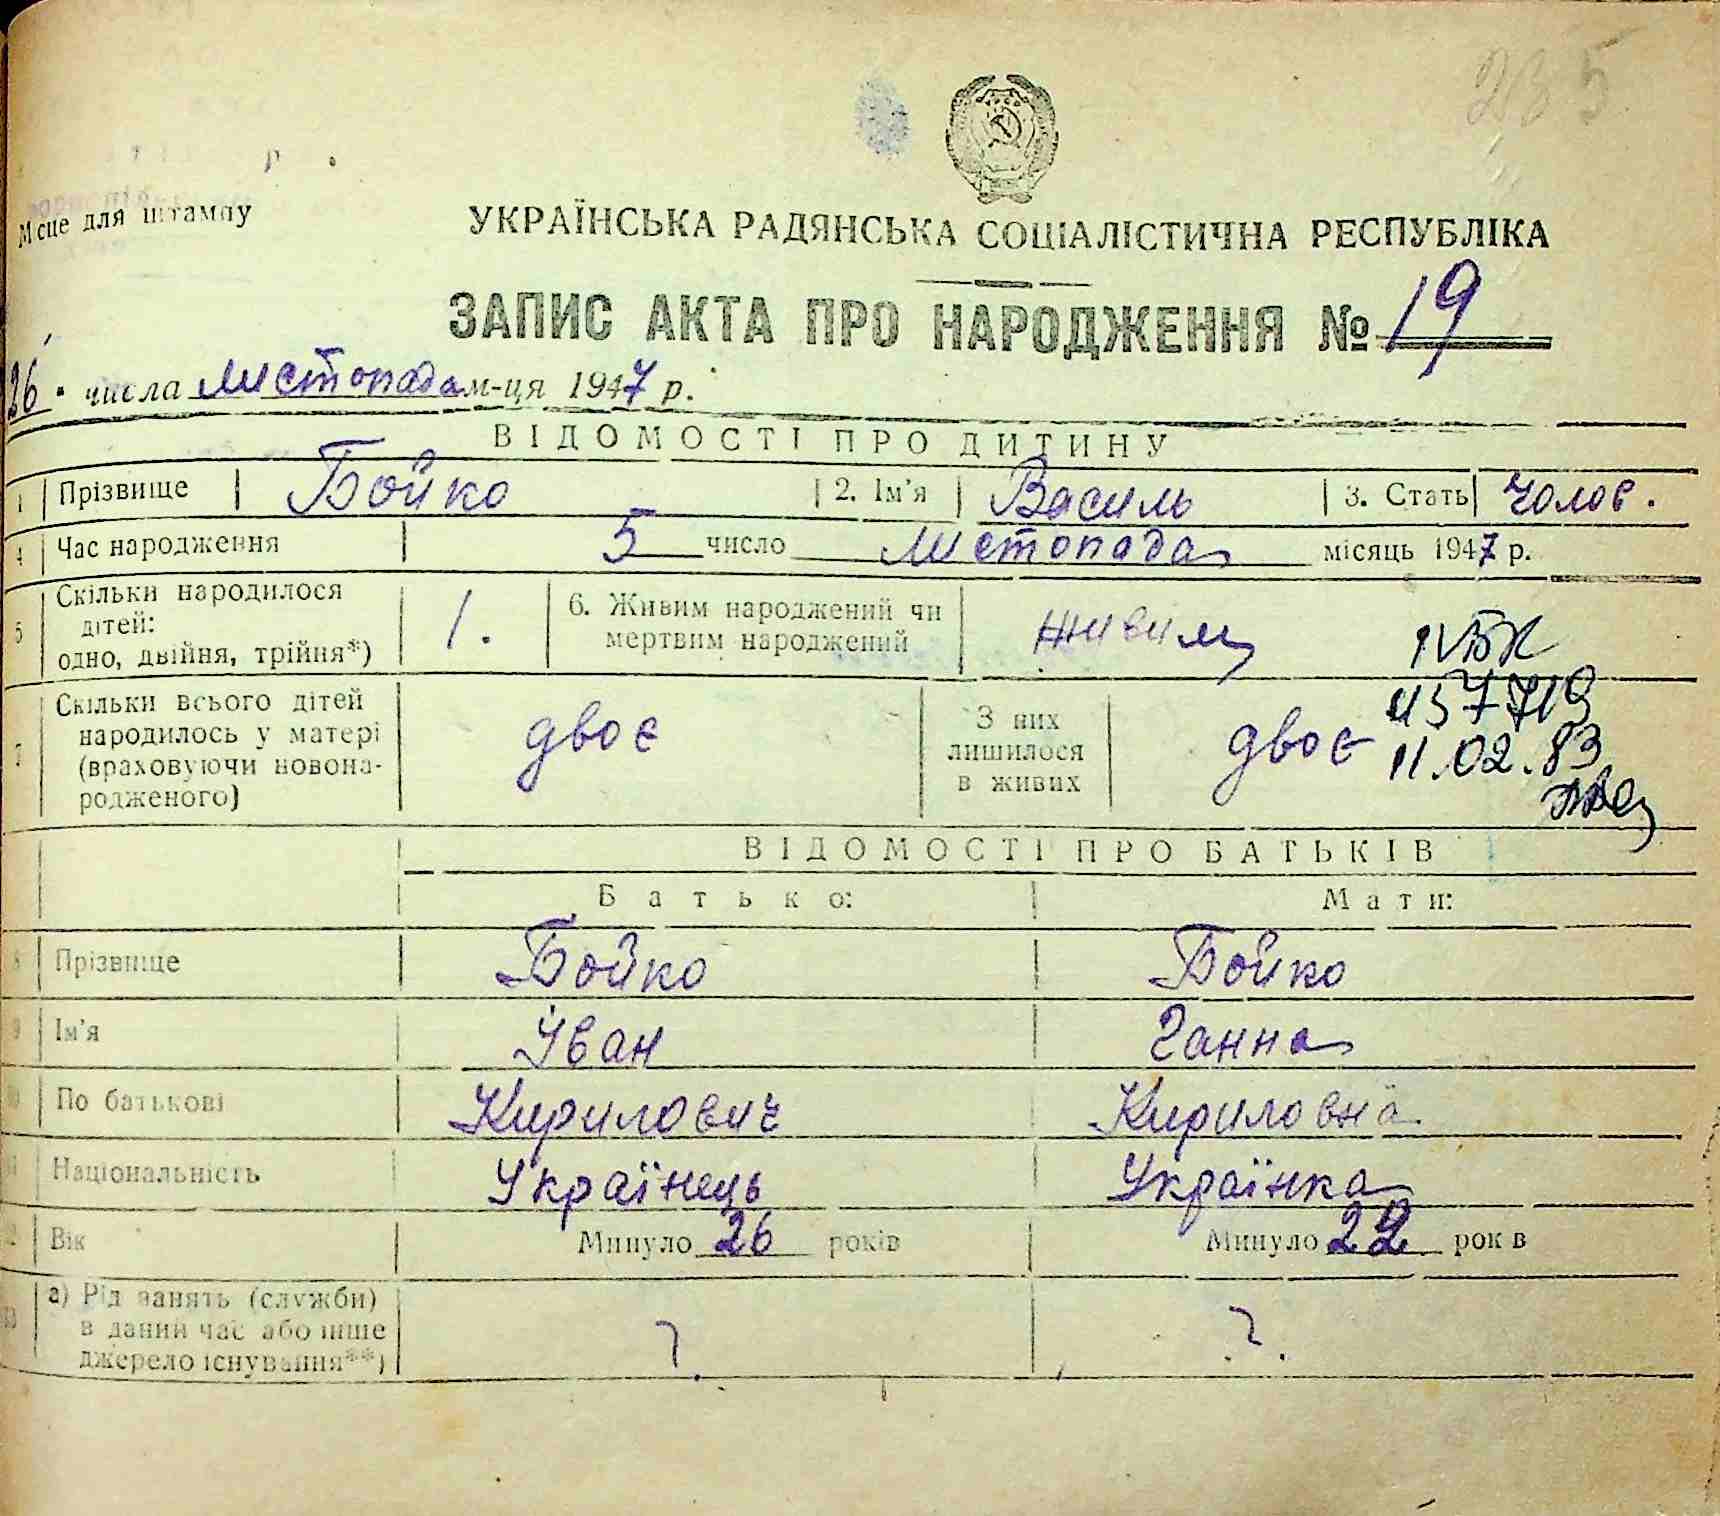 235
Місце для штампу
УКРАЇНСЬКА РАДЯНСЬКА СОЦІАЛІСТИЧНА РЕСПУБЛІКА
ЗАПИС АКТА ПРО НАРОДЖЕННЯ № 19
26 числа листопада м-ця 1947 р.
ВІДОМОСТІ ПРО ДИТИНУ
1 Прізвище Бойко 2. Ім'я Василь 3. Стать чолов.
4 Час народження 5 число листопада місяць 1947 р.
5 Скільки народилося дітей: одно, двійня, трійня*) 1. 6. Живим народжений чи мертвим народжений живим
ІVБК
457719
11.02.83
7 Скільки всього дітей народилось у матері (враховуючи новонародженого) двоє З них лишилося в живих двоє
ВІДОМОСТІ ПРО БАТЬКІВ
Батько: Мати:
8 Прізвище Бойко Бойко
9 Ім'я Іван Ганна
10 По батькові Кирилович Кириловна
11 Національність Українець Українка
12 Вік Минуло 26 років Минуло 22 рок в
13 а) Рід занять (служби) в даний час або інше джерело існування**) ? ?